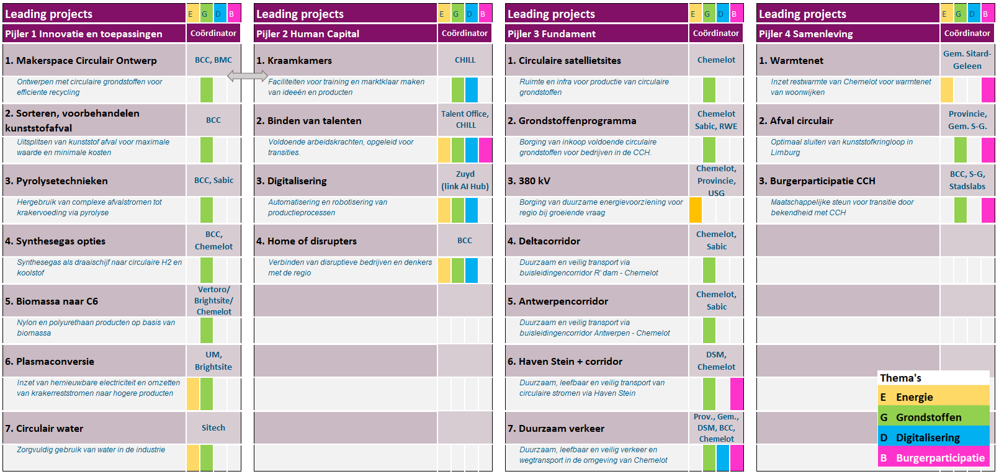 Leading projects
E G D B
Pijler 1 Innovatie en toepassingen
Coördinator
1. Makerspace Circulair Ontwerp
BCC, BMC
Ontwerpen met circulaire grondstoffen voor
efficiente recycling
2. Sorteren, voorbehandelen
kunststofafval
BCC
Uitsplitsen van kunststof afval voor maximale
waarde en minimale kosten
3. Pyrolysetechnieken
BCC, Sabic
Hergebruik van complexe afvalstromen tot
krakervoeding via pyrolyse
4. Synthesegas opties
BCC,
Chemelot
Synthesegas als draaischijf naar circulaire H2 en
koolstof
5. Biomassa naar C6
Vertoro/
Brightsite/
Chemelot
Nylon en polyurethaan producten op basis van
biomassa
6. Plasmaconversie
UM,
Brightsite
Inzet van hernieuwbare electriciteit en omzetten
van krakerreststromen naar hogere producten
7. Circulair water
Sitech
Zorgvuldig gebruik van water in de industrie
Leading projects
E G D B
Pijler 2 Human Capital
Coördinator
1. Kraamkamers
CHILL
Faciliteiten voor training en marktklaar maken
van ideeën en producten
2. Binden van talenten
Talent Office,
CHILL
Voldoende arbeidskrachten, opgeleid voor
transities.
3. Digitalisering
Zuyd
(link AI Hub)
Automatisering en robotisering van
productieprocessen
4. Home of disrupters
BCC
Verbinden van disruptieve bedrijven en denkers
met de regio
Leading projects
E G D B
Pijler 3 Fundament
Coördinator
1. Circulaire satellietsites
Chemelot
Ruimte en infra voor productie van circulaire
grondstoffen
2. Grondstoffenprogramma
Chemelot
Sabic, RWE
Borging van inkoop voldoende circulaire
grondstoffen voor bedrijven in de CCH.
3. 380 kV
Chemelot,
Provincie,
USG
Borging van duurzame energievoorziening voor
regio bij groeiende vraag
4. Deltacorridor
Chemelot,
Sabic
Duurzaam en veilig transport via
buisleidingencorridor R' dam - Chemelot
5. Antwerpencorridor
Chemelot,
Sabic
Duurzaam en veilig transport via
buisleidingencorridor Antwerpen - Chemelot
6. Haven Stein + corridor
DSM,
Chemelot
Duurzaam, leefbaar en veilig transport van
circulaire stromen via Haven Stein
7. Duurzaam verkeer
Prov., Gem.,
DSM, BCC,
Chemelot
Duurzaam, leefbaar en veilig verkeer en
wegtransport in de omgeving van Chemelot
Leading projects
E G D B
Pijler 4 Samenleving
Coördinator
1. Warmtenet
Gem. Sitard-
Geleen
Inzet restwarmte van Chemelot voor warmtenet
van woonwijken
2. Afval circulair
Provincie,
Gem. S-G.
Optimaal sluiten van kunststofkringloop in
Limburg
3. Burgerparticipatie CCH
BCC, S-G,
Stadslabs
Maatschappelijke steun voor transitie door
bekendheid met CCH
Thema's
E Energie
G Grondstoffen
D Digitalisering
B Burgerparticipatie